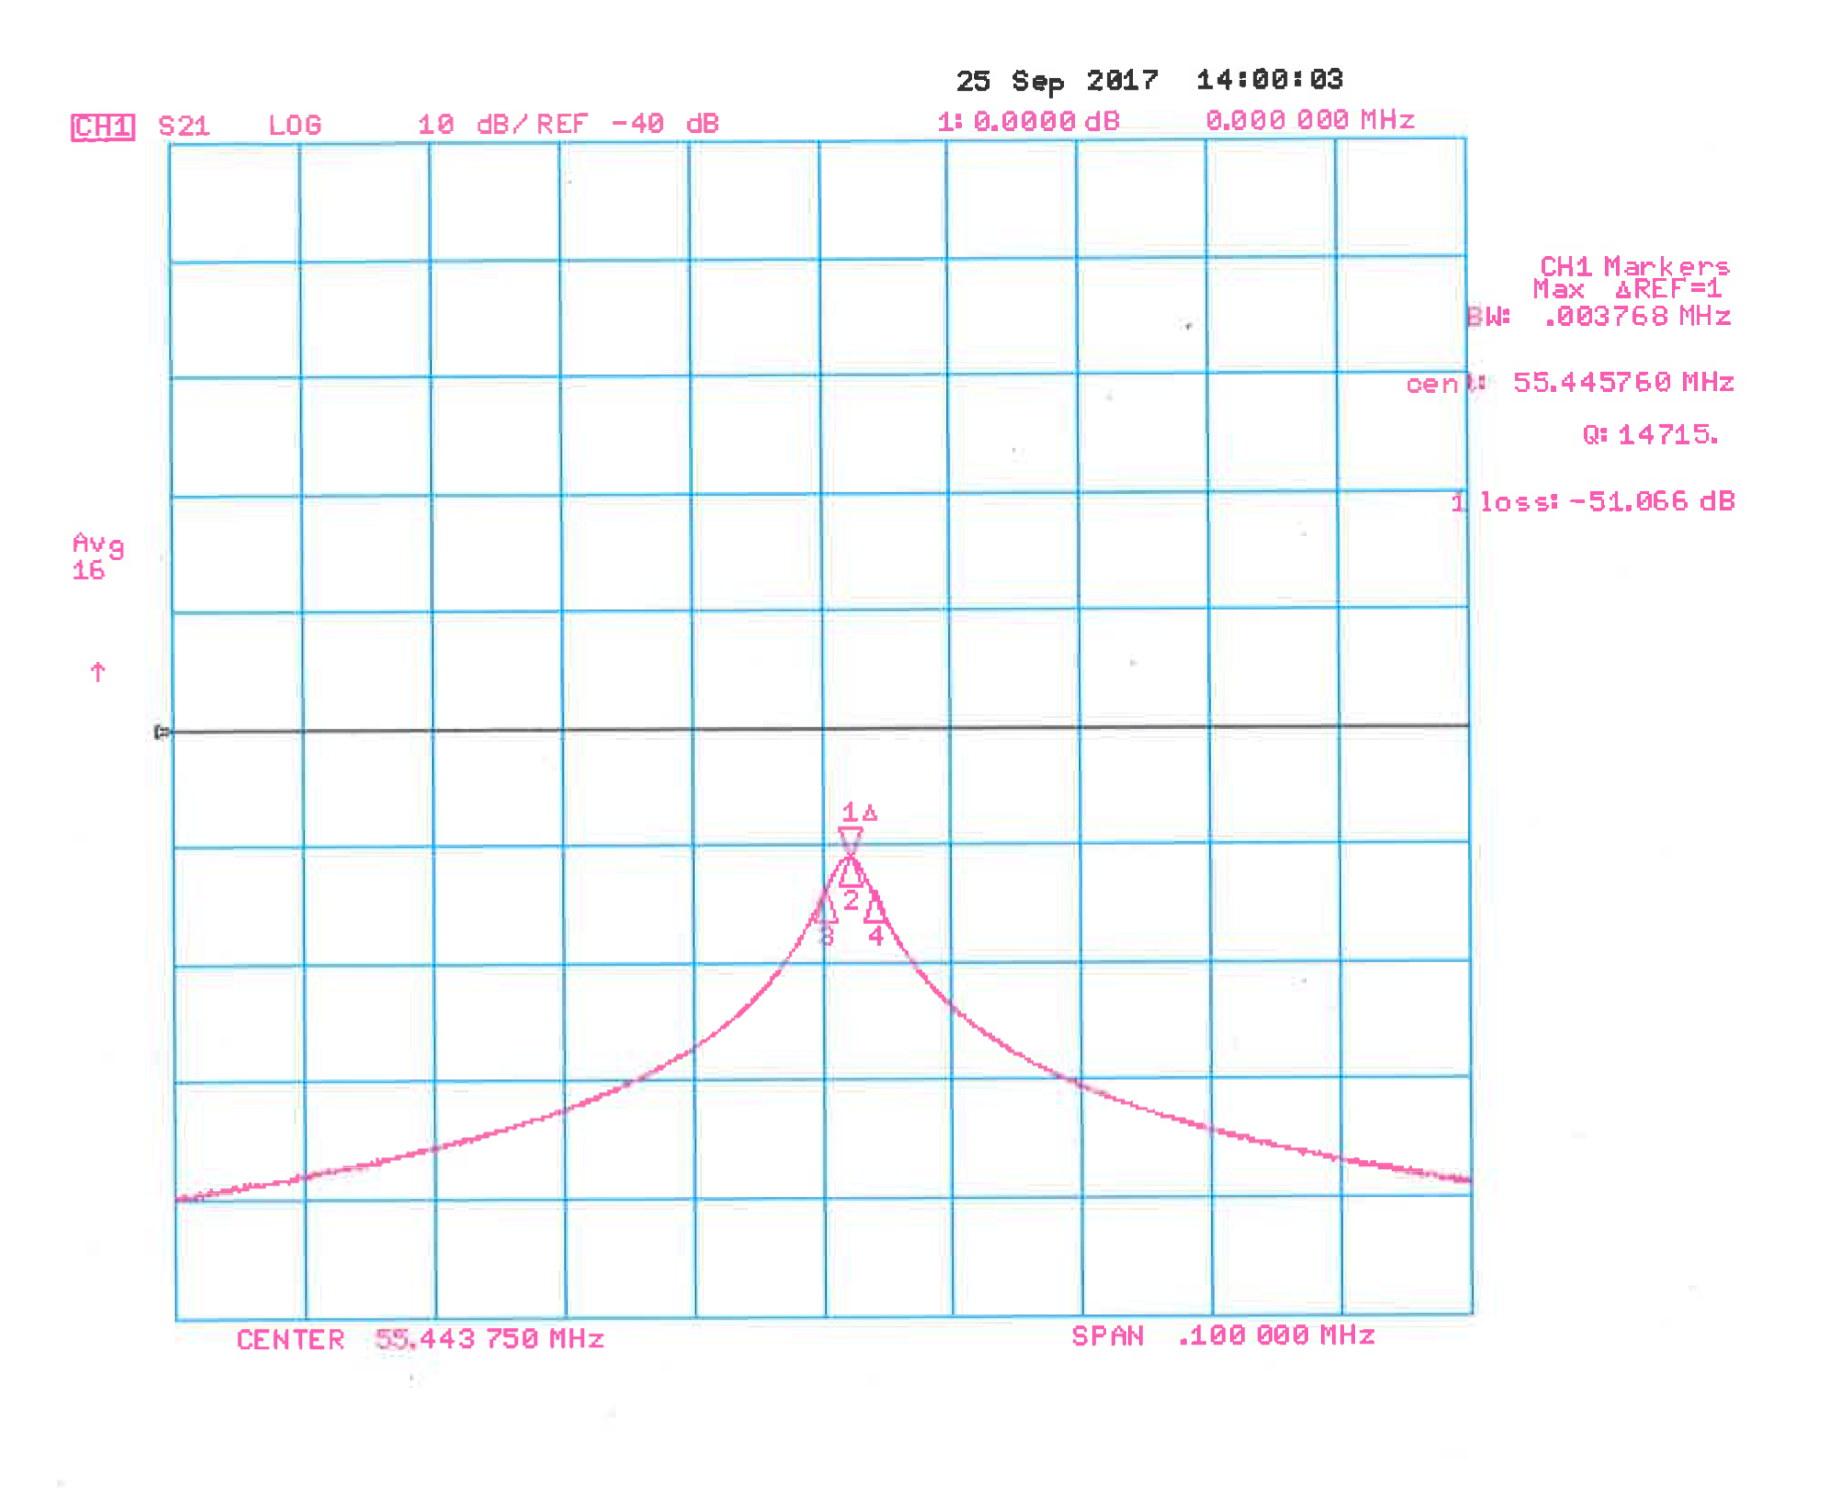 25 Sep 2017 14:00:03
CH1 S21 LOG 10 dB/ REF -40 dB 1: 0.0000 dB 0.000 000 MHz
CH1 Markers
Max ΔREF=1
BW: .003768 MHz
cent: 55.445760 MHz
Q: 14715.
1 loss: -51.066 dB
Avg
16
↑
1Δ
2
3 4
CENTER 55.443 750 MHz SPAN .100 000 MHz